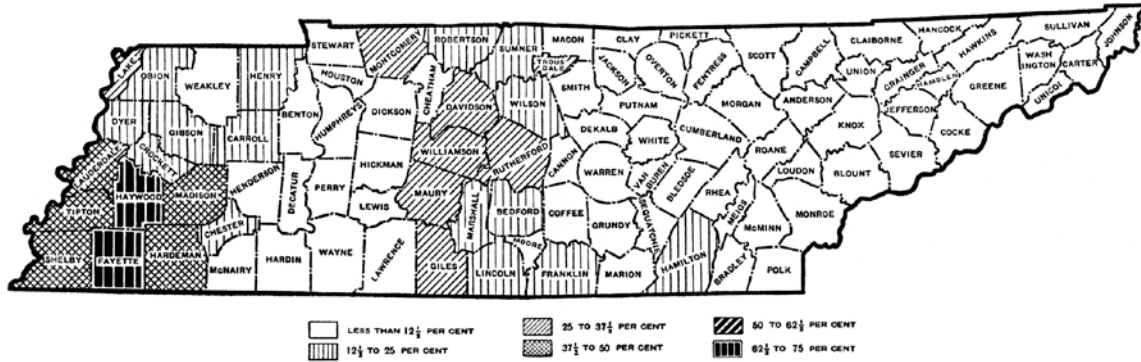 STEWART
MONTGOMERY
ROBERTSON
SUMNER
MACON
CLAY
PICKETT
SCOTT
CAMPBELL
CLAIBORNE
HANCOCK
HAWKINS
SULLIVAN
JOHNSON
LAKE
OBION
WEAKLEY
HENRY
HOUSTON
CHEATHAM
TROUS
DALE
JACKSON
OVERTON
FENTRESS
UNION
GRAINGER
HAMBLEN
WASH
INGTON
CARTER
UNICOI
GREENE
DYER
GIBSON
CARROLL
BENTON
HUMPHREYS
DICKSON
DAVIDSON
WILSON
SMITH
PUTNAM
MORGAN
ANDERSON
KNOX
JEFFERSON
COCKE
LAUDERDALE
CROCKETT
HAYWOOD
MADISON
HENDERSON
DECATUR
PERRY
HICKMAN
LEWIS
WILLIAMSON
MAURY
RUTHERFORD
CANNON
DEKALB
WHITE
WARREN
VAN
BUREN
CUMBERLAND
BLEDSOE
RHEA
ROANE
LOUDON
BLOUNT
SEVIER
TIPTON
SHELBY
FAYETTE
HARDEMAN
CHESTER
McNAIRY
HARDIN
WAYNE
LAWRENCE
GILES
MARSHALL
BEDFORD
MOORE
LINCOLN
COFFEE
FRANKLIN
GRUNDY
MARION
SEQUATCHIE
HAMILTON
MEIGS
McMINN
BRADLEY
MONROE
POLK
LESS THAN 12½ PER CENT
12½ TO 25 PER CENT
25 TO 37½ PER CENT
37½ TO 50 PER CENT
50 TO 62½ PER CENT
62½ TO 75 PER CENT